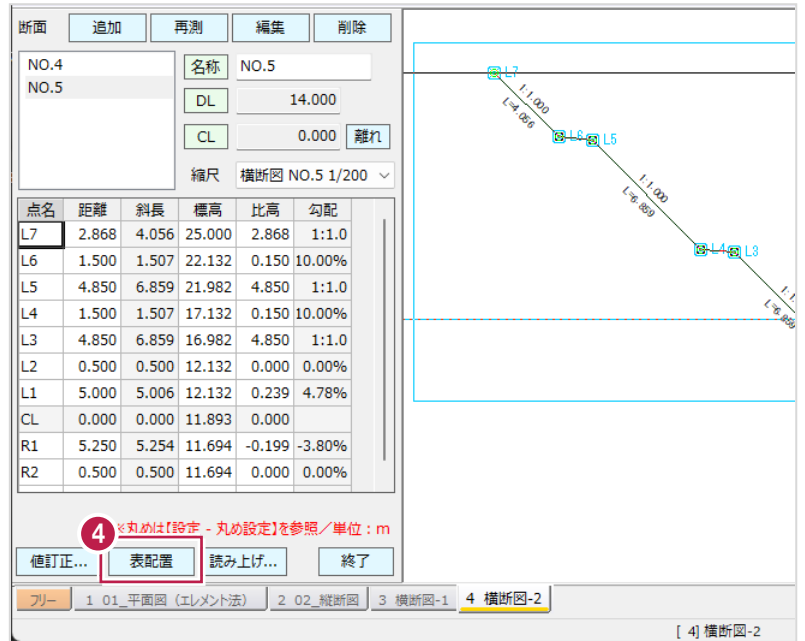 断面 追加 再測 編集 削除
NO.4
NO.5
名称 NO.5
DL 14.000
CL 0.000 離れ
縮尺 横断図 NO.5 1/200
点名 距離 斜長 標高 比高 勾配
L7 2.868 4.056 25.000 2.868 1:1.0
L6 1.500 1.507 22.132 0.150 10.00%
L5 4.850 6.859 21.982 4.850 1:1.0
L4 1.500 1.507 17.132 0.150 10.00%
L3 4.850 6.859 16.982 4.850 1:1.0
L2 0.500 0.500 12.132 0.000 0.00%
L1 5.000 5.006 12.132 0.239 4.78%
CL 0.000 0.000 11.893 0.000
R1 5.250 5.254 11.694 -0.199 -3.80%
R2 0.500 0.500 11.694 0.000 0.00%
※丸めは【設定 - 丸め設定】を参照／単位：m
4
値訂正... 表配置 読み上げ... 終了
L7
1:1.000
L=4.056
L6 L5
1:1.000
L=6.859
L4 L3
1:1.
L=6.859
フリー 1 01_平面図（エレメント法） 2 02_縦断図 3 横断図-1 4 横断図-2
[ 4] 横断図-2